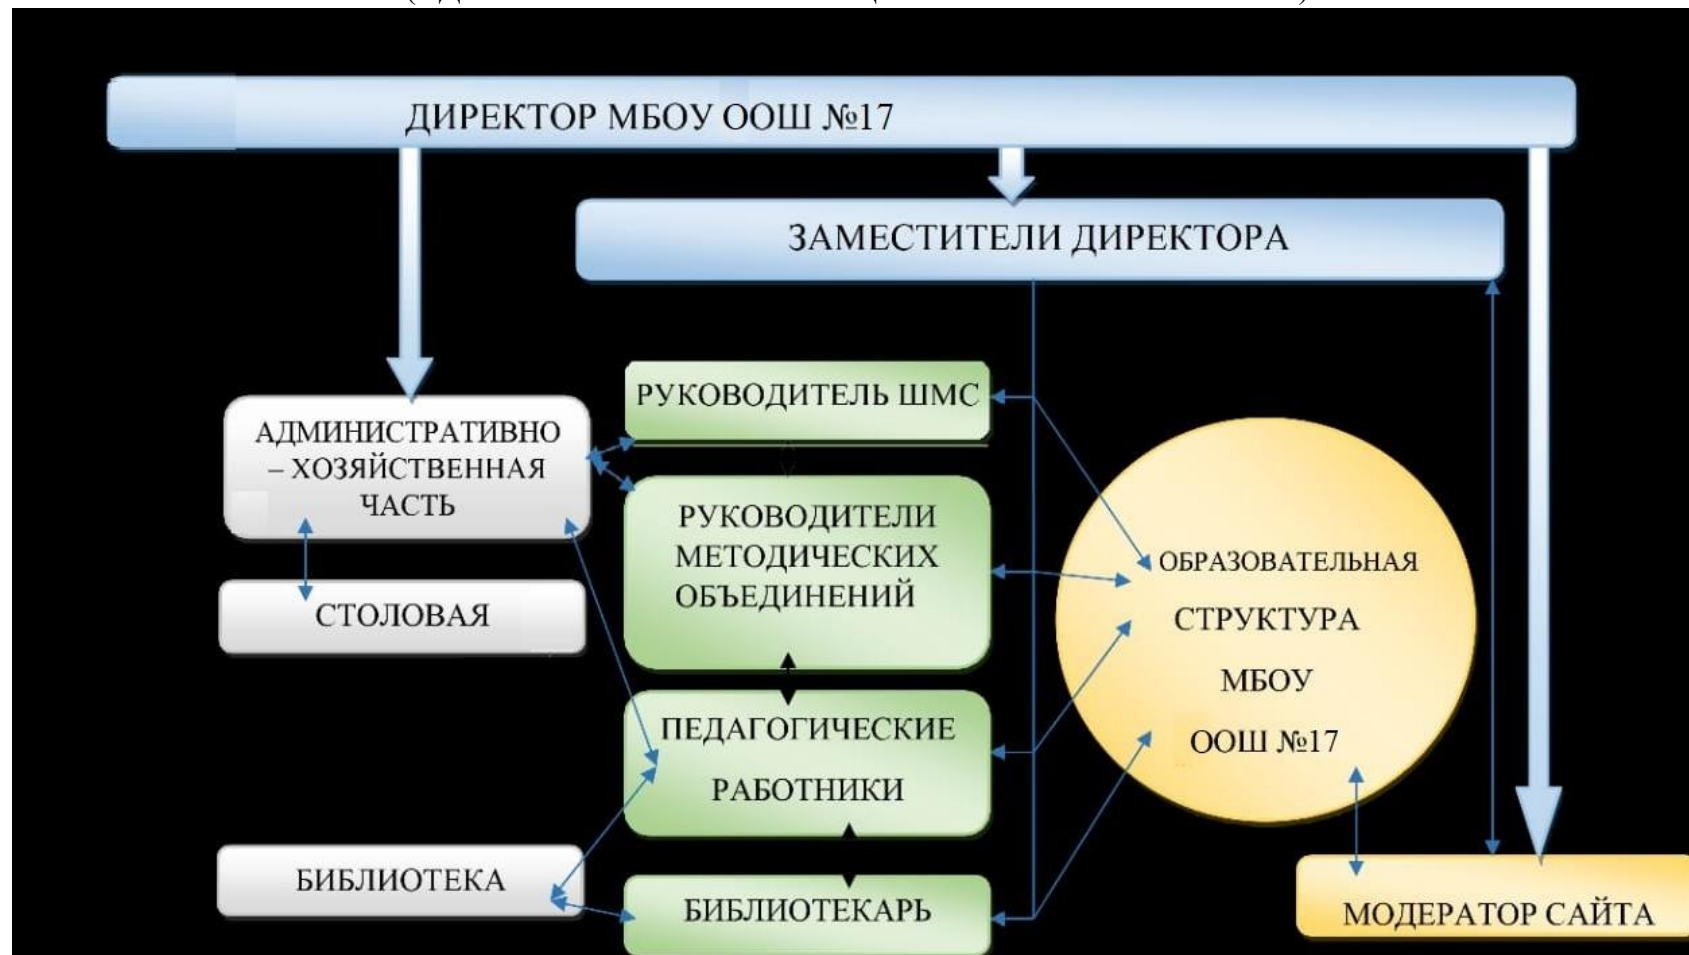 ДИРЕКТОР МБОУ ООШ №17
ЗАМЕСТИТЕЛИ ДИРЕКТОРА
РУКОВОДИТЕЛЬ ШМС
АДМИНИСТРАТИВНО
– ХОЗЯЙСТВЕННАЯ
ЧАСТЬ
РУКОВОДИТЕЛИ
МЕТОДИЧЕСКИХ
ОБЪЕДИНЕНИЙ
ОБРАЗОВАТЕЛЬНАЯ
СТРУКТУРА
МБОУ
ООШ №17
СТОЛОВАЯ
ПЕДАГОГИЧЕСКИЕ
РАБОТНИКИ
БИБЛИОТЕКА
БИБЛИОТЕКАРЬ
МОДЕРАТОР САЙТА